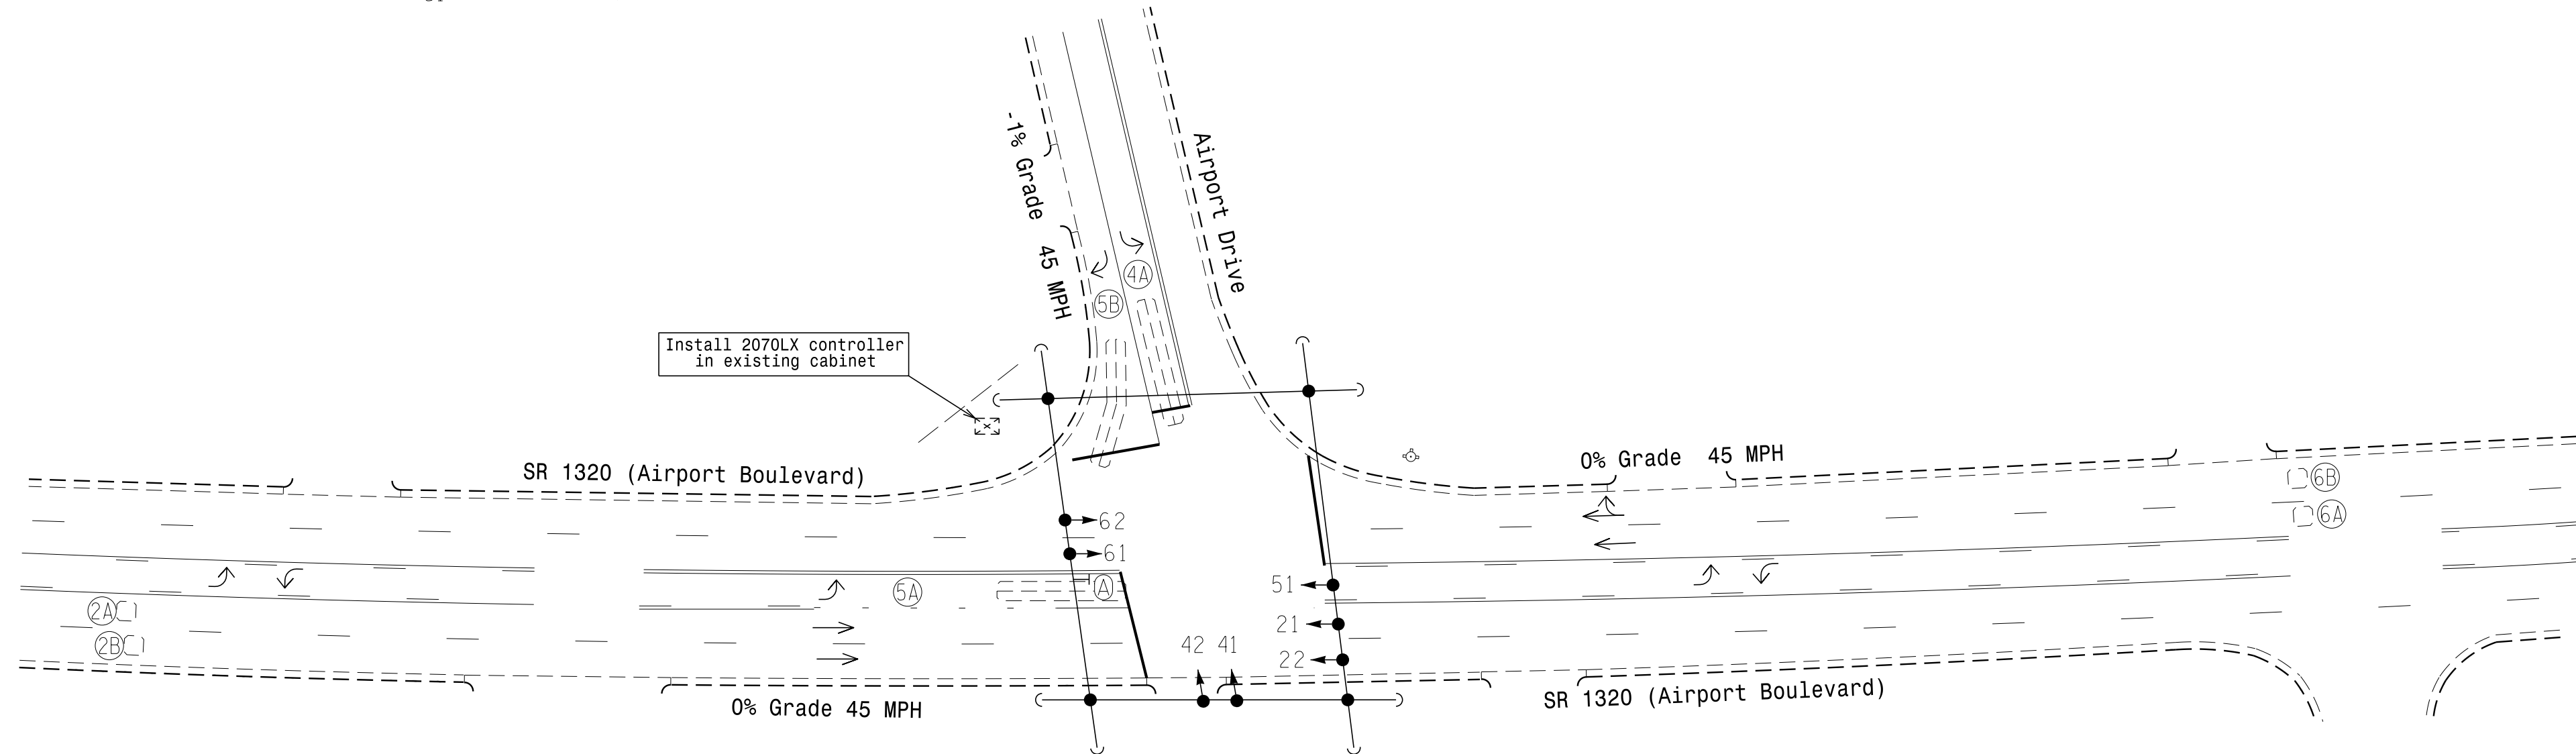 -1% Grade 45 MPH
Airport Drive
4A
5B
Install 2070LX controller
in existing cabinet
SR 1320 (Airport Boulevard)
0% Grade 45 MPH
6B
6A
62
61
51
5A
A
2A
2B
21
22
42 41
0% Grade 45 MPH
SR 1320 (Airport Boulevard)